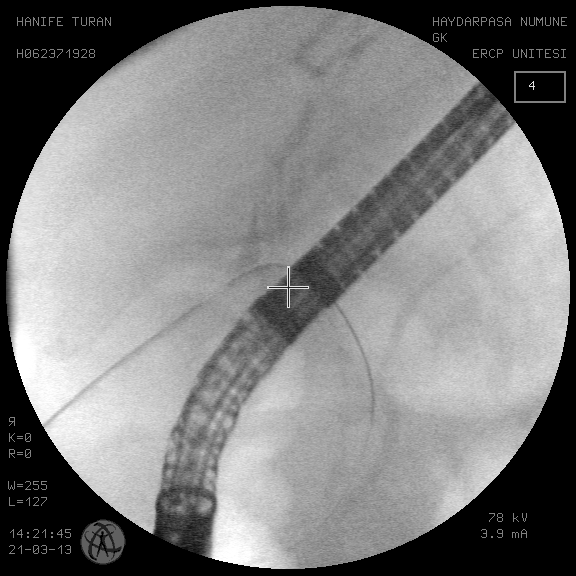 HANIFE TURAN
H062371928
HAYDARPASA NUMUNE
GK
ERCP UNITESI
4
R
K=0
R=0
W=255
L=127
14:21:45
21-03-13
78 kV
3.9 mA